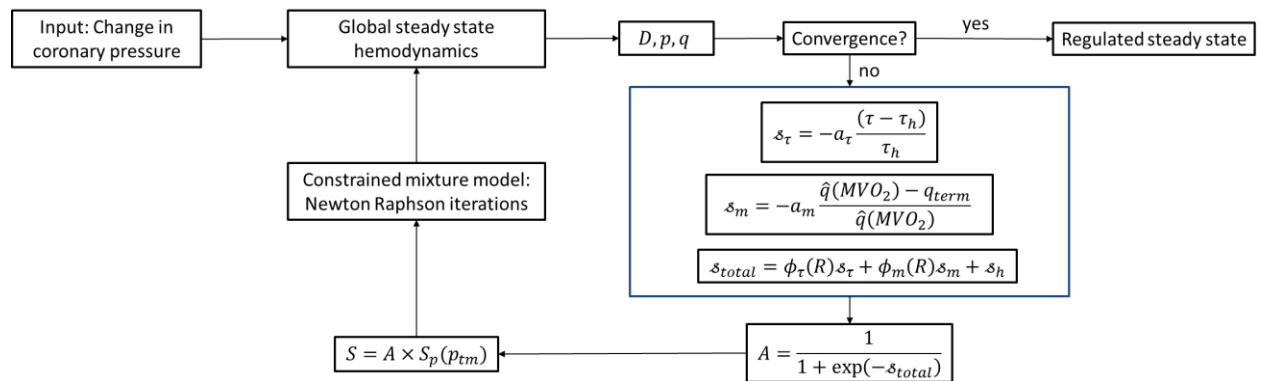 Input: Change in
coronary pressure
Global steady state
hemodynamics
D, p, q
Convergence?
yes
Regulated steady state
no
𝓈_τ = −a_τ (τ − τ_h) / τ_h
Constrained mixture model:
Newton Raphson iterations
𝓈_m = −a_m (q̂(MVO₂) − q_term) / q̂(MVO₂)
𝓈_total = ϕ_τ(R)𝓈_τ + ϕ_m(R)𝓈_m + 𝓈_h
S = A × S_p(p_tm)
A = 1 / (1 + exp(−𝓈_total))